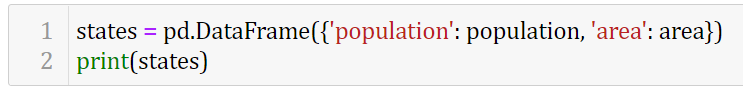 1 states = pd.DataFrame({'population': population, 'area': area})
2 print(states)